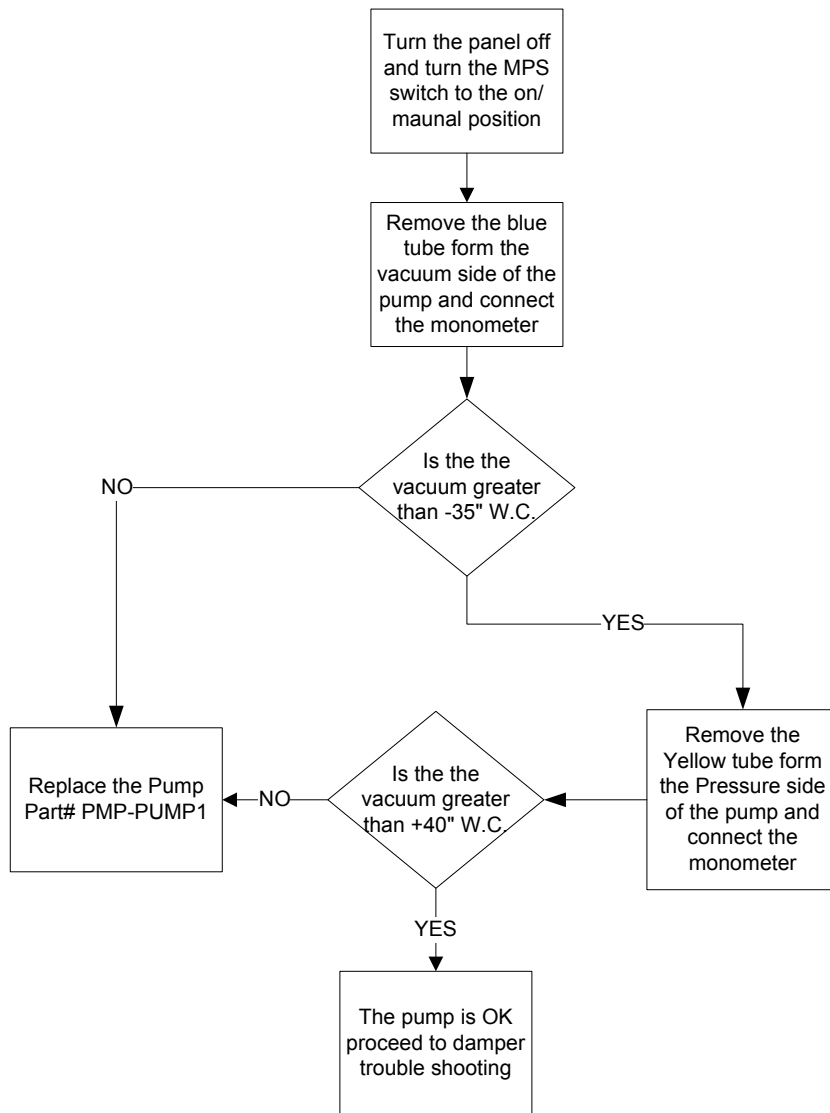 Turn the panel off
and turn the MPS
switch to the on/
maunal position
Remove the blue
tube form the
vacuum side of the
pump and connect
the monometer
Is the the
vacuum greater
than -35" W.C.
NO
YES
Remove the
Yellow tube form
the Pressure side
of the pump and
connect the
monometer
Is the the
vacuum greater
than +40" W.C.
NO
Replace the Pump
Part# PMP-PUMP1
YES
The pump is OK
proceed to damper
trouble shooting